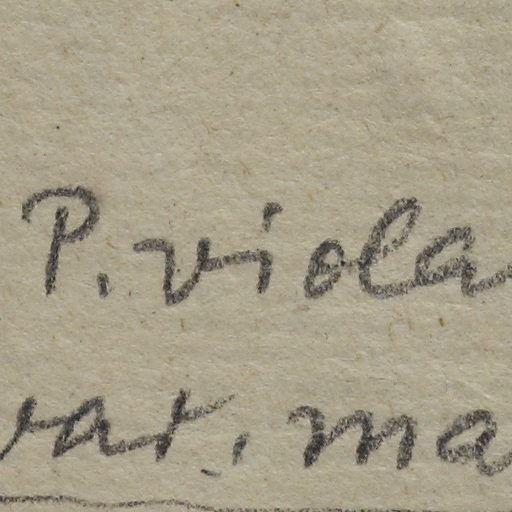 P. viola
var. ma